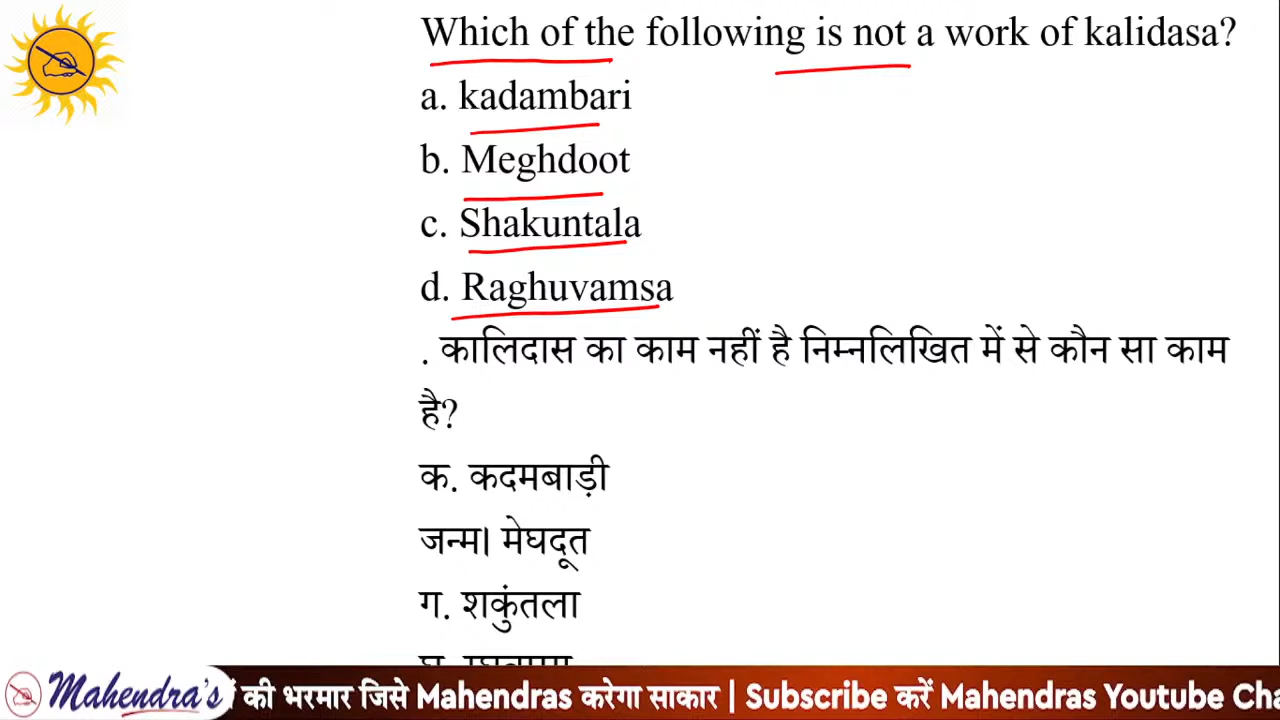 Which of the following is not a work of kalidasa?
a. kadambari
b. Meghdoot
c. Shakuntala
d. Raghuvamsa
. कालिदास का काम नहीं है निम्नलिखित में से कौन सा काम
है?
क. कदमबाड़ी
जन्म। मेघदूत
ग. शकुंतला
Mahendra's की भरमार जिसे Mahendras करेगा साकार | Subscribe करें Mahendras Youtube Cha